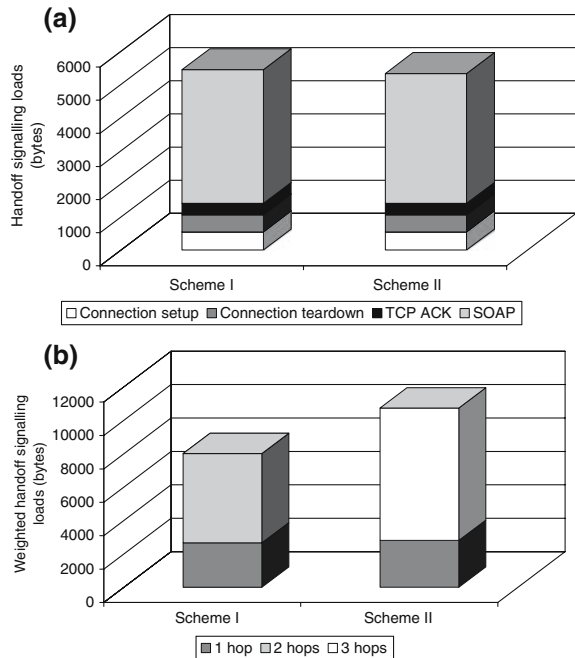 (a)
6000
5000
4000
3000
2000
1000
0
Handoff signalling loads
(bytes)
Scheme I
Scheme II
Connection setup
Connection teardown
TCP ACK
SOAP
(b)
12000
10000
8000
6000
4000
2000
0
Weighted handoff signalling
loads (bytes)
Scheme I
Scheme II
1 hop
2 hops
3 hops